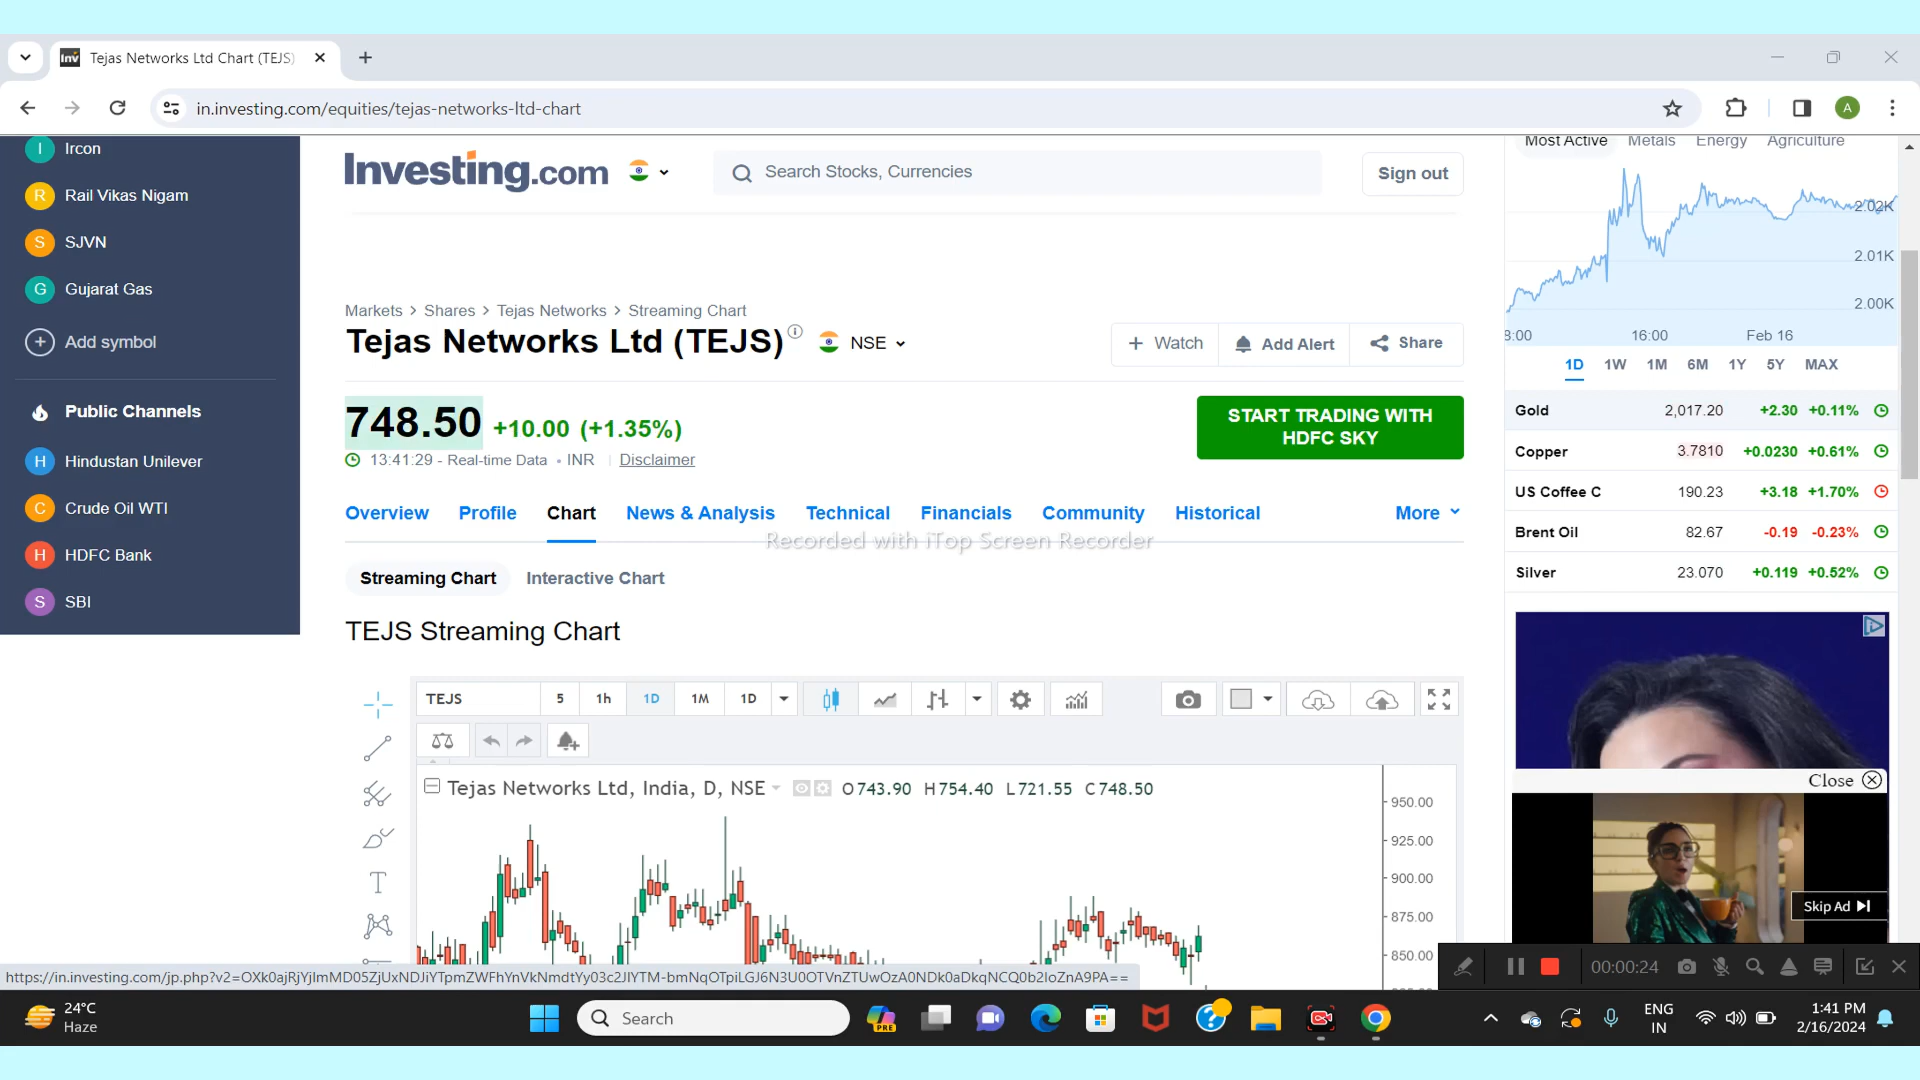 Inv Tejas Networks Ltd Chart (TEJS)
in.investing.com/equities/tejas-networks-ltd-chart
A
I Ircon
R Rail Vikas Nigam
S SJVN
G Gujarat Gas
Add symbol
Public Channels
H Hindustan Unilever
C Crude Oil WTI
H HDFC Bank
S SBI
Investing.com
Search Stocks, Currencies
Sign out
Markets > Shares > Tejas Networks > Streaming Chart
Tejas Networks Ltd (TEJS)
NSE
Watch
Add Alert
Share
748.50 +10.00 (+1.35%)
13:41:29 - Real-time Data • INR | Disclaimer
START TRADING WITH
HDFC SKY
Overview Profile Chart News & Analysis Technical Financials Community Historical More
Recorded with iTop Screen Recorder
Streaming Chart Interactive Chart
TEJS Streaming Chart
TEJS 5 1h 1D 1M 1D
Tejas Networks Ltd, India, D, NSE O743.90 H754.40 L721.55 C748.50
950.00
925.00
900.00
875.00
850.00
Most Active Metals Energy Agriculture
2.02K
2.01K
2.00K
8:00 16:00 Feb 16
1D 1W 1M 6M 1Y 5Y MAX
Gold 2,017.20 +2.30 +0.11%
Copper 3.7810 +0.0230 +0.61%
US Coffee C 190.23 +3.18 +1.70%
Brent Oil 82.67 -0.19 -0.23%
Silver 23.070 +0.119 +0.52%
Close
Skip Ad
00:00:24
24°C
Haze
Search
PRE
ENG
IN
1:41 PM
2/16/2024